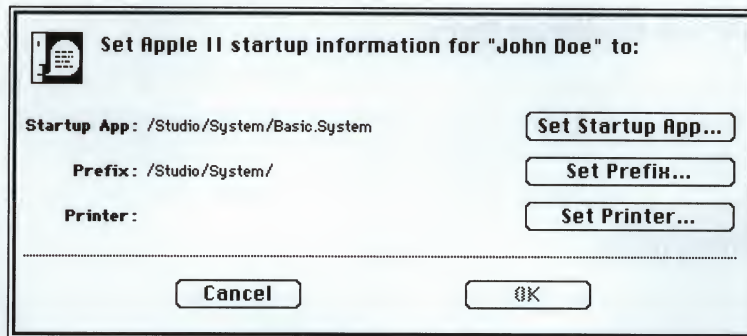 Set Apple II startup information for "John Doe" to:
Startup App: /Studio/System/Basic.System
Set Startup App...
Prefix: /Studio/System/
Set Prefix...
Printer:
Set Printer...
Cancel
OK